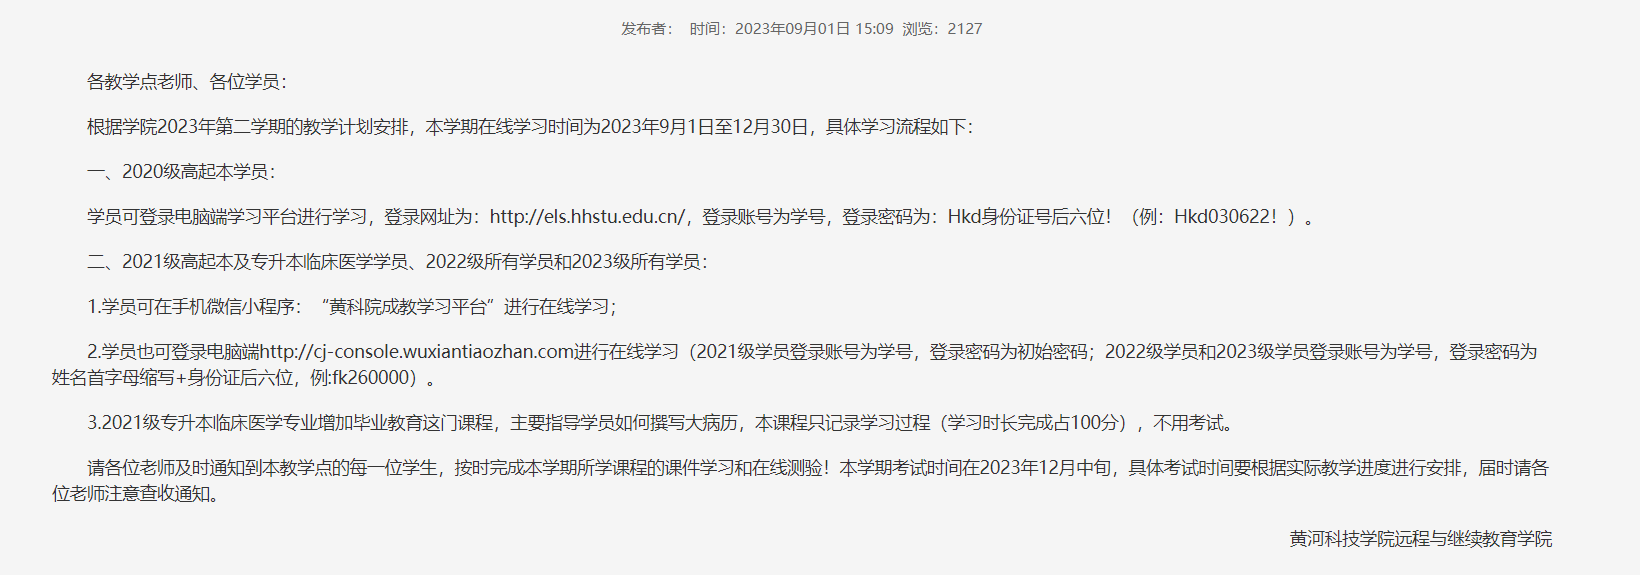 发布者： 时间：2023年09月01日 15:09 浏览：2127
各教学点老师、各位学员：
根据学院2023年第二学期的教学计划安排，本学期在线学习时间为2023年9月1日至12月30日，具体学习流程如下：
一、2020级高起本学员：
学员可登录电脑端学习平台进行学习，登录网址为：http://els.hhstu.edu.cn/，登录账号为学号，登录密码为：Hkd身份证号后六位！（例：Hkd030622！）。
二、2021级高起本及专升本临床医学学员、2022级所有学员和2023级所有学员：
1.学员可在手机微信小程序：“黄科院成教学习平台”进行在线学习；
2.学员也可登录电脑端http://cj-console.wuxiantiaozhan.com进行在线学习（2021级学员登录账号为学号，登录密码为初始密码；2022级学员和2023级学员登录账号为学号，登录密码为
姓名首字母缩写+身份证后六位，例:fk260000）。
3.2021级专升本临床医学专业增加毕业教育这门课程，主要指导学员如何撰写大病历，本课程只记录学习过程（学习时长完成占100分），不用考试。
请各位老师及时通知到本教学点的每一位学生，按时完成本学期所学课程的课件学习和在线测验！本学期考试时间在2023年12月中旬，具体考试时间要根据实际教学进度进行安排，届时请各
位老师注意查收通知。
黄河科技学院远程与继续教育学院